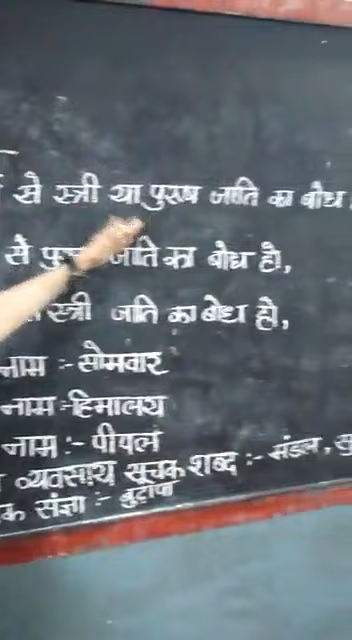 से स्त्री या पुरुष जाति का बोध
से जाति का बोध हो,
स्त्री जाति का बोध हो,
नाम :- सोमवार
नाम :- हिमालय
नाम :- पीपल
व्यवसाय सूचक शब्द :- मंडल,
संज्ञा :- बुढ़ापा